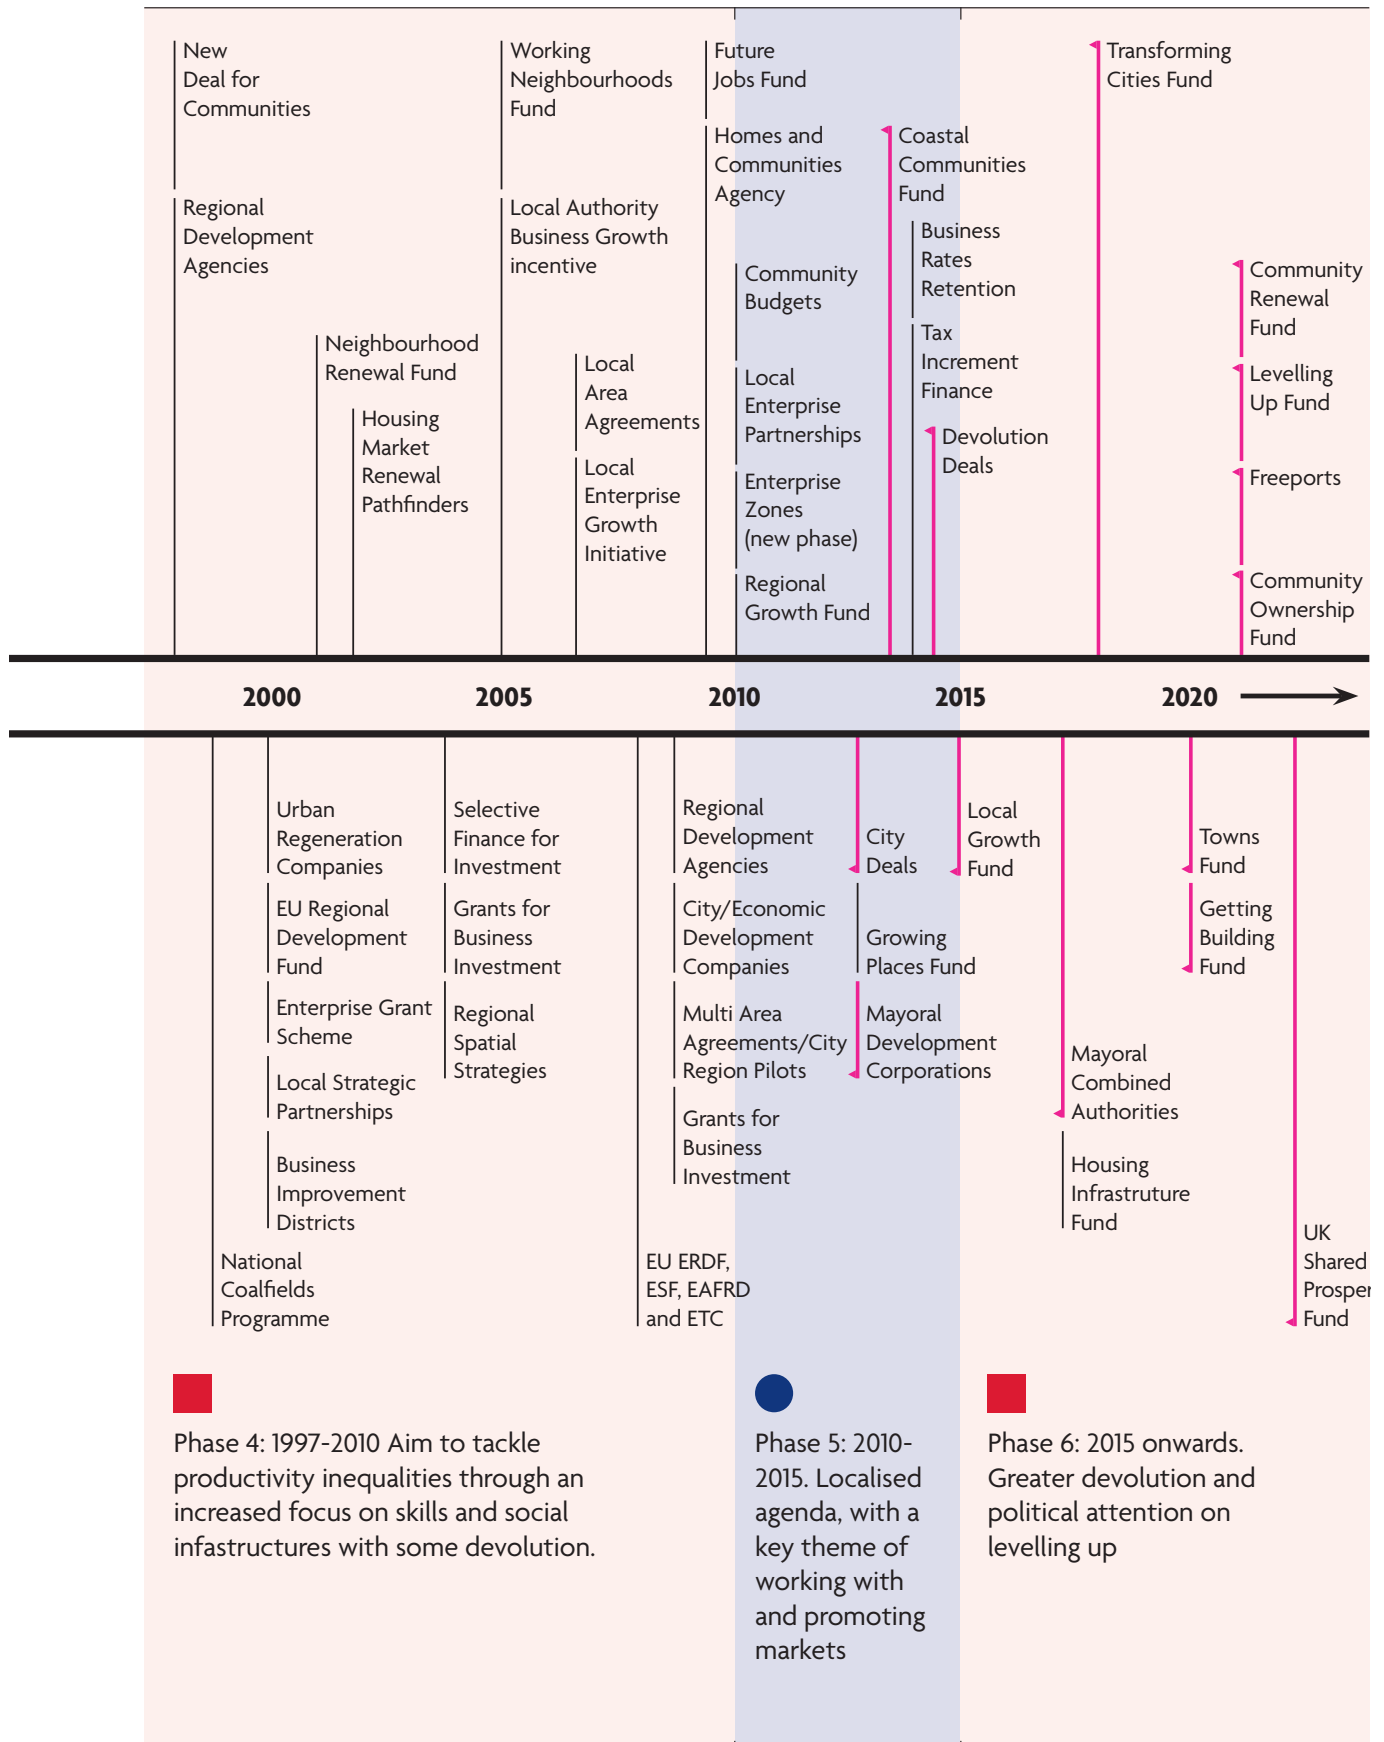 New
Deal for
Communities
Regional
Development
Agencies
Neighbourhood
Renewal Fund
Housing
Market
Renewal
Pathfinders
Working
Neighbourhoods
Fund
Local Authority
Business Growth
incentive
Local
Area
Agreements
Local
Enterprise
Growth
Initiative
Future
Jobs Fund
Homes and
Communities
Agency
Community
Budgets
Local
Enterprise
Partnerships
Enterprise
Zones
(new phase)
Regional
Growth Fund
Coastal
Communities
Fund
Business
Rates
Retention
Tax
Increment
Finance
Devolution
Deals
Transforming
Cities Fund
Community
Renewal
Fund
Levelling
Up Fund
Freeports
Community
Ownership
Fund
2000 2005 2010 2015 2020
Urban
Regeneration
Companies
EU Regional
Development
Fund
Enterprise Grant
Scheme
Local Strategic
Partnerships
Business
Improvement
Districts
National
Coalfields
Programme
Selective
Finance for
Investment
Grants for
Business
Investment
Regional
Spatial
Strategies
EU ERDF,
ESF, EAFRD
and ETC
Regional
Development
Agencies
City/Economic
Development
Companies
Multi Area
Agreements/City
Region Pilots
Grants for
Business
Investment
City
Deals
Growing
Places Fund
Mayoral
Development
Corporations
Local
Growth
Fund
Mayoral
Combined
Authorities
Housing
Infrastruture
Fund
Towns
Fund
Getting
Building
Fund
UK
Shared
Prosper
Fund
Phase 4: 1997-2010 Aim to tackle
productivity inequalities through an
increased focus on skills and social
infastructures with some devolution.
Phase 5: 2010-
2015. Localised
agenda, with a
key theme of
working with
and promoting
markets
Phase 6: 2015 onwards.
Greater devolution and
political attention on
levelling up